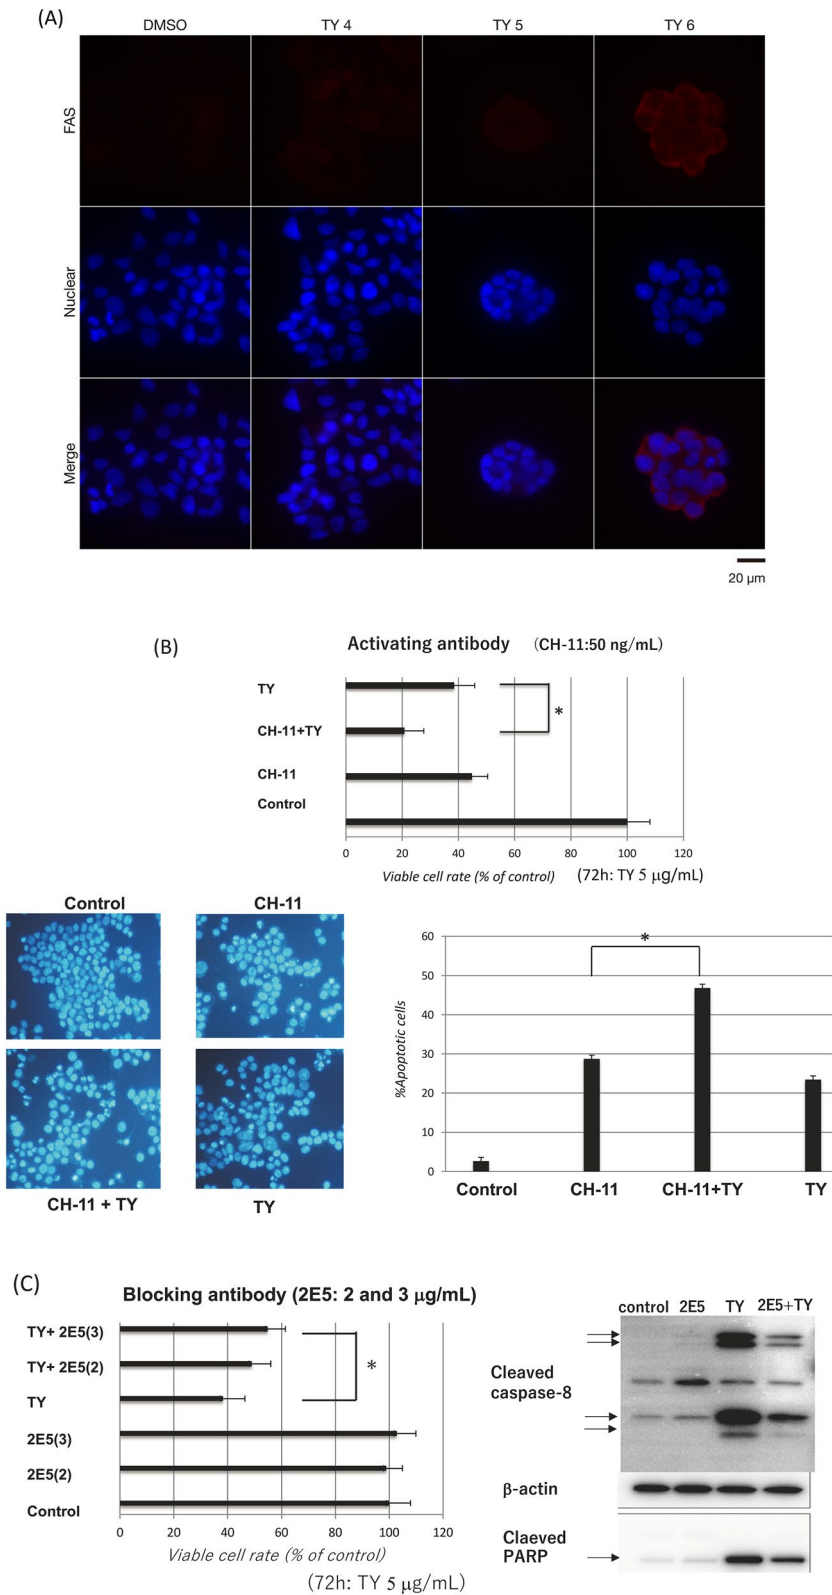 (A)
DMSO TY 4 TY 5 TY 6
FAS
Nuclear
Merge
20 µm
(B)
Activating antibody (CH-11:50 ng/mL)
TY
*
CH-11+TY
CH-11
Control
0 20 40 60 80 100 120
Viable cell rate (% of control) (72h: TY 5 µg/mL)
Control CH-11
CH-11 + TY TY
60
50
40
30
20
10
0
%Apoptotic cells
*
Control CH-11 CH-11+TY TY
(C)
Blocking antibody (2E5: 2 and 3 µg/mL)
TY+ 2E5(3)
TY+ 2E5(2)
*
TY
2E5(3)
2E5(2)
Control
0 20 40 60 80 100 120
Viable cell rate (% of control)
(72h: TY 5 µg/mL)
control 2E5 TY 2E5+TY
Cleaved
caspase-8
β-actin
Claeved
PARP